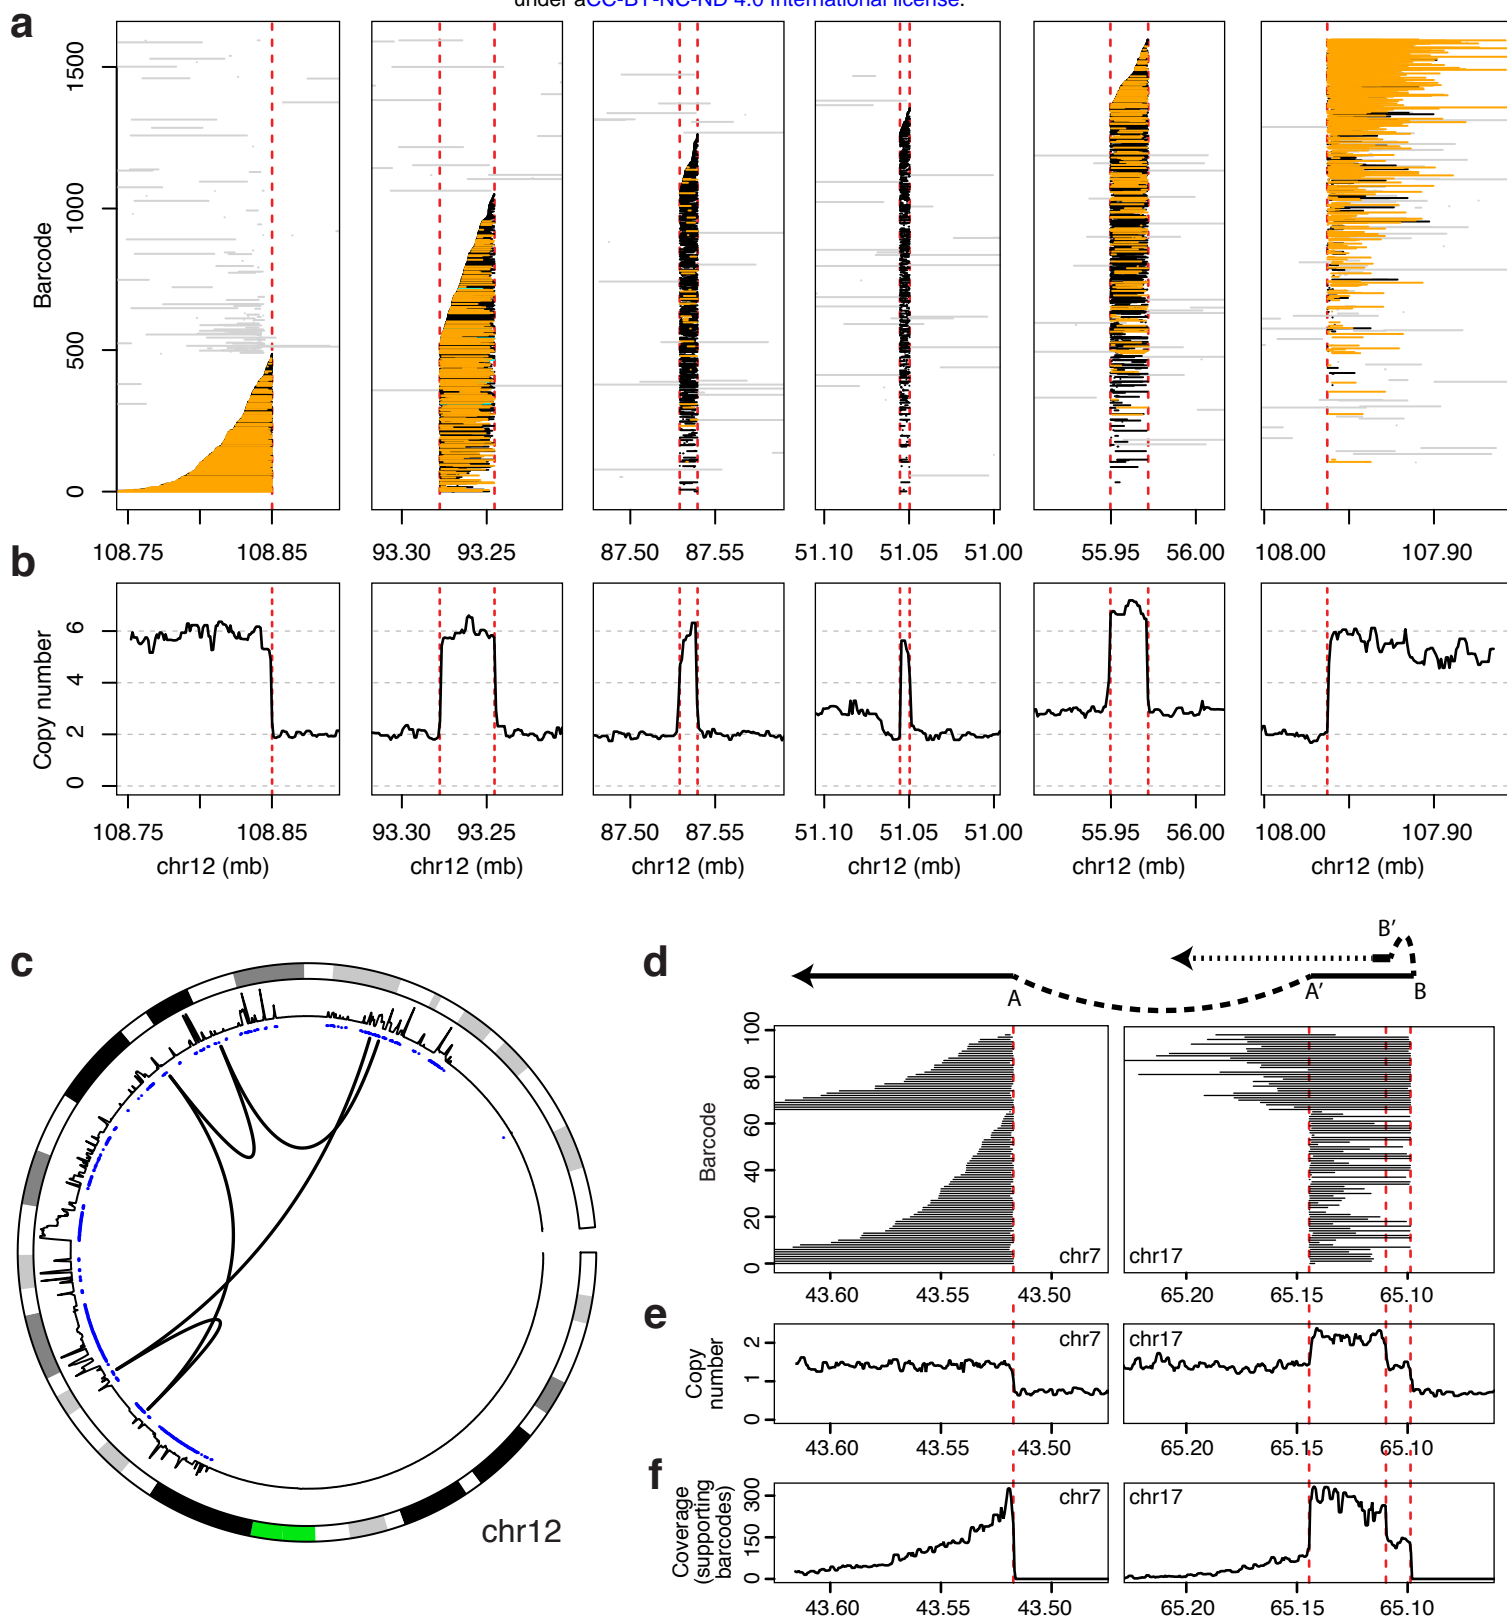 under aCC-BY-NC-ND 4.0 International license.
a
Barcode
1500
1000
500
0
108.75 108.85
93.30 93.25
87.50 87.55
51.10 51.05 51.00
55.95 56.00
108.00 107.90
b
Copy number
6
4
2
0
108.75 108.85
93.30 93.25
87.50 87.55
51.10 51.05 51.00
55.95 56.00
108.00 107.90
chr12 (mb)
chr12 (mb)
chr12 (mb)
chr12 (mb)
chr12 (mb)
chr12 (mb)
c
chr12
d
B’
A
A’
B
Barcode
100
80
60
40
20
0
chr7
chr17
43.60 43.55 43.50
65.20 65.15 65.10
e
Copy
number
2
1
0
chr7
chr17
43.60 43.55 43.50
65.20 65.15 65.10
f
Coverage
(supporting
barcodes)
300
150
0
chr7
chr17
43.60 43.55 43.50
65.20 65.15 65.10